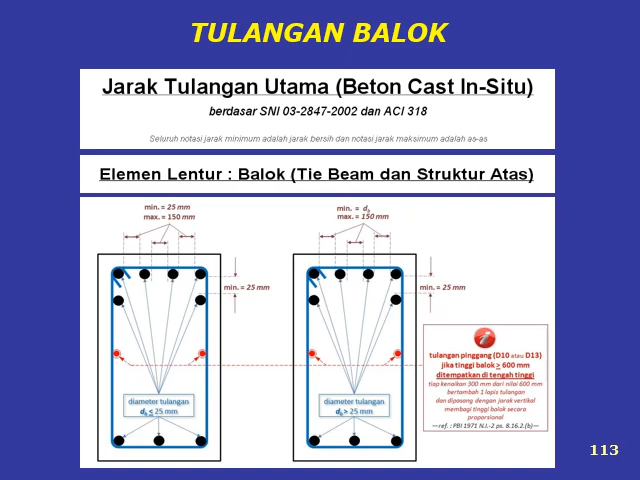 TULANGAN BALOK
Jarak Tulangan Utama (Beton Cast In-Situ)
berdasar SNI 03-2847-2002 dan ACI 318
Seluruh notasi jarak minimum adalah jarak bersih dan notasi jarak maksimum adalah as-as
Elemen Lentur : Balok (Tie Beam dan Struktur Atas)
min. = 25 mm
max. = 150 mm
min. = 25 mm
diameter tulangan
db ≤ 25 mm
min. = db
max. = 150 mm
min. = 25 mm
diameter tulangan
db > 25 mm
tulangan pinggang (D10 atau D13)
jika tinggi balok ≥ 600 mm
ditempatkan di tengah tinggi
tiap kenaikan 300 mm dari nilai 600 mm
bertambah 1 lapis tulangan
dan dipasang dengan jarak vertikal
membagi tinggi balok secara
proporsional
—ref. : PBI 1971 N.I.-2 ps. 8.16.2.(b)—
113